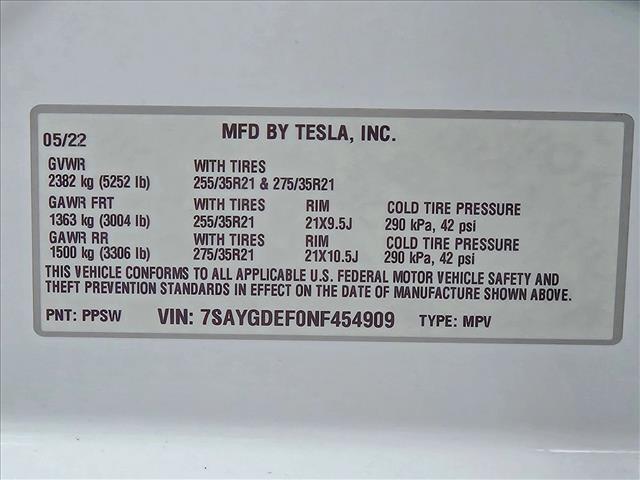 MFD BY TESLA, INC.
05/22
GVWR WITH TIRES
2382 kg (5252 lb) 255/35R21 & 275/35R21
GAWR FRT WITH TIRES RIM COLD TIRE PRESSURE
1363 kg (3004 lb) 255/35R21 21X9.5J 290 kPa, 42 psi
GAWR RR WITH TIRES RIM COLD TIRE PRESSURE
1500 kg (3306 lb) 275/35R21 21X10.5J 290 kPa, 42 psi
THIS VEHICLE CONFORMS TO ALL APPLICABLE U.S. FEDERAL MOTOR VEHICLE SAFETY AND
THEFT PREVENTION STANDARDS IN EFFECT ON THE DATE OF MANUFACTURE SHOWN ABOVE.
PNT: PPSW VIN: 7SAYGDEF0NF454909 TYPE: MPV